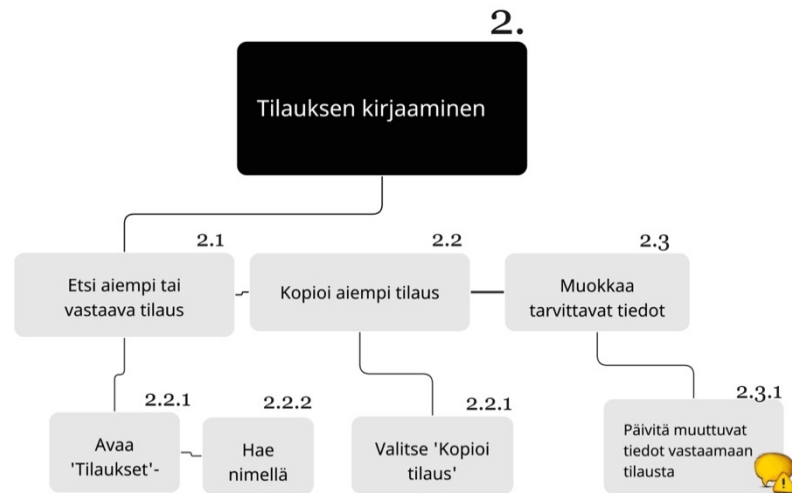 2.
Tilauksen kirjaaminen
2.1
Etsi aiempi tai
vastaava tilaus
2.2
Kopioi aiempi tilaus
2.3
Muokkaa
tarvittavat tiedot
2.2.1
Avaa
'Tilaukset'-
2.2.2
Hae
nimellä
2.2.1
Valitse 'Kopioi
tilaus'
2.3.1
Päivitä muuttuvat
tiedot vastaamaan
tilausta